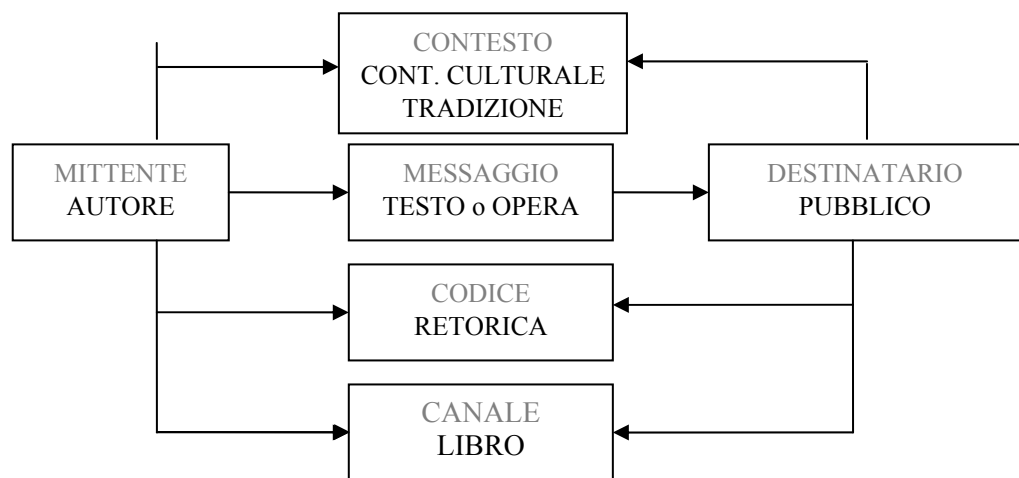 CONTESTO
CONT. CULTURALE
TRADIZIONE
MITTENTE
AUTORE
MESSAGGIO
TESTO o OPERA
DESTINATARIO
PUBBLICO
CODICE
RETORICA
CANALE
LIBRO